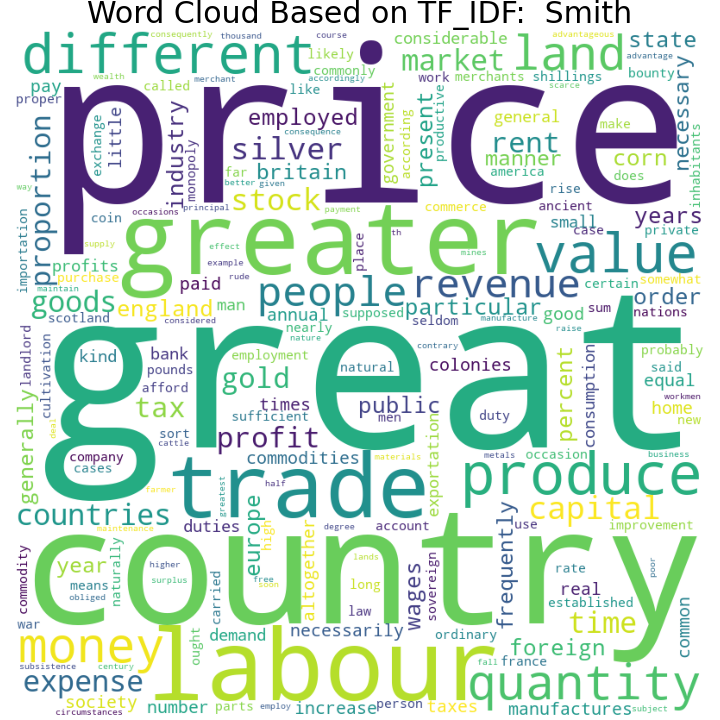 Word Cloud Based on TF_IDF: Smith
consequently
thousand
course
considerable
advantageous
different
likely
market
land
state
commonly
accordingly
advantage
wealth
pay
called
like
work
merchants
shillings
bounty
proper
merchant
scarce
price
exchange
little
industry
monopoly
employed
consequence
government
according
present
productive
general
make
necessary
inhabitants
silver
rent
manner
corn
proportion
far
britain
america
does
way
better
given
stock
rise
importation
occasions
principal
payment
commerce
ancient
years
coin
greater
th
small
case
private
supply
effect
place
mines
value
profits
example
purchase
rude
paid
people
revenue
certain
somewhat
maintain
goods
england
man
order
annual
supposed
particular
good
sum
nations
scotland
considered
nearly
seldom
manufacture
raise
landlord
cultivation
great
nature
contrary
kind
bank
employment
natural
colonies
percent
consumption
probably
said
pounds
gold
equal
afford
workmen
generally
tax
times
public
duty
home
sufficient
men
new
deal
sort
cattle
profit
exportation
company
cases
commodities
materials
metals
occasion
business
trade
produce
farmer
half
greatest
capital
countries
duties
europe
high
altogether
degree
account
use
improvement
maintenance
country
frequently
commodity
year
naturally
higher
lands
wages
sovereign
rate
poor
means
surplus
free
soon
long
real
obliged
carried
established
war
law
time
common
money
labour
ought
demand
necessarily
ordinary
foreign
subsistence
century
fall
france
expense
quantity
society
number
parts
employ
increase
person
taxes
manufactures
subject
circumstances